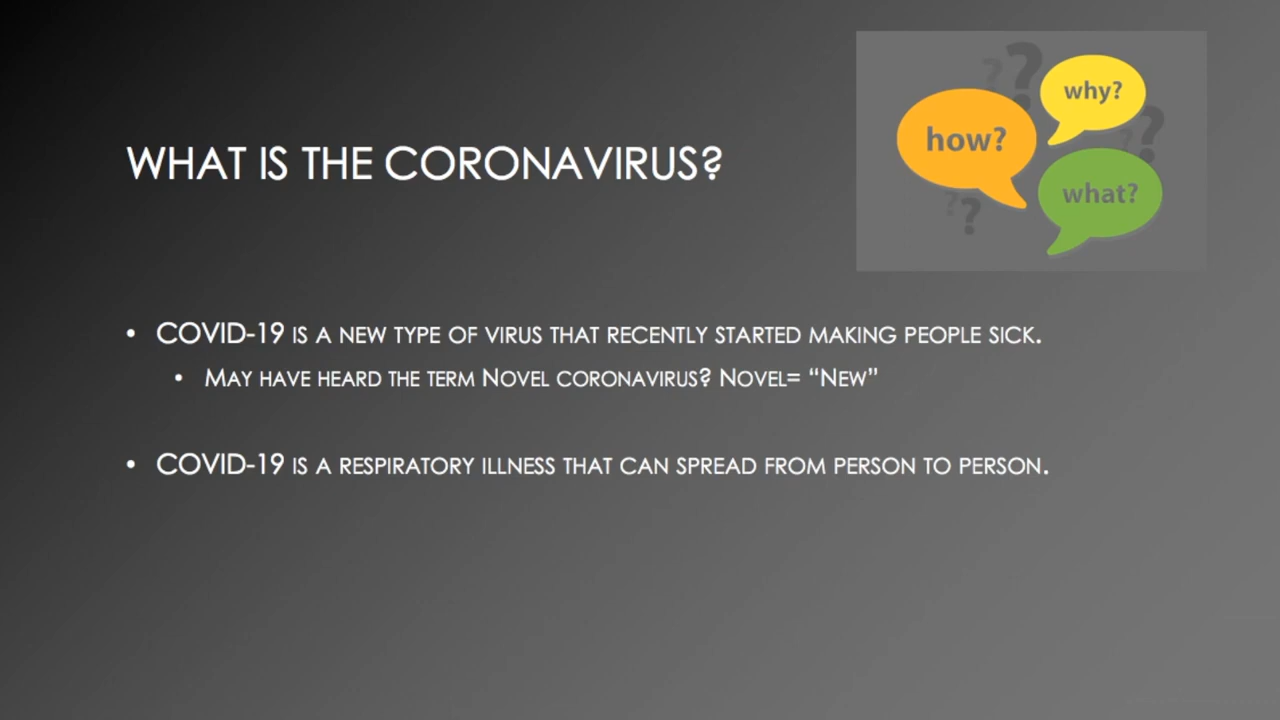 WHAT IS THE CORONAVIRUS?
how?
why?
what?
• COVID-19 IS A NEW TYPE OF VIRUS THAT RECENTLY STARTED MAKING PEOPLE SICK.
• MAY HAVE HEARD THE TERM NOVEL CORONAVIRUS? NOVEL= “NEW”
• COVID-19 IS A RESPIRATORY ILLNESS THAT CAN SPREAD FROM PERSON TO PERSON.